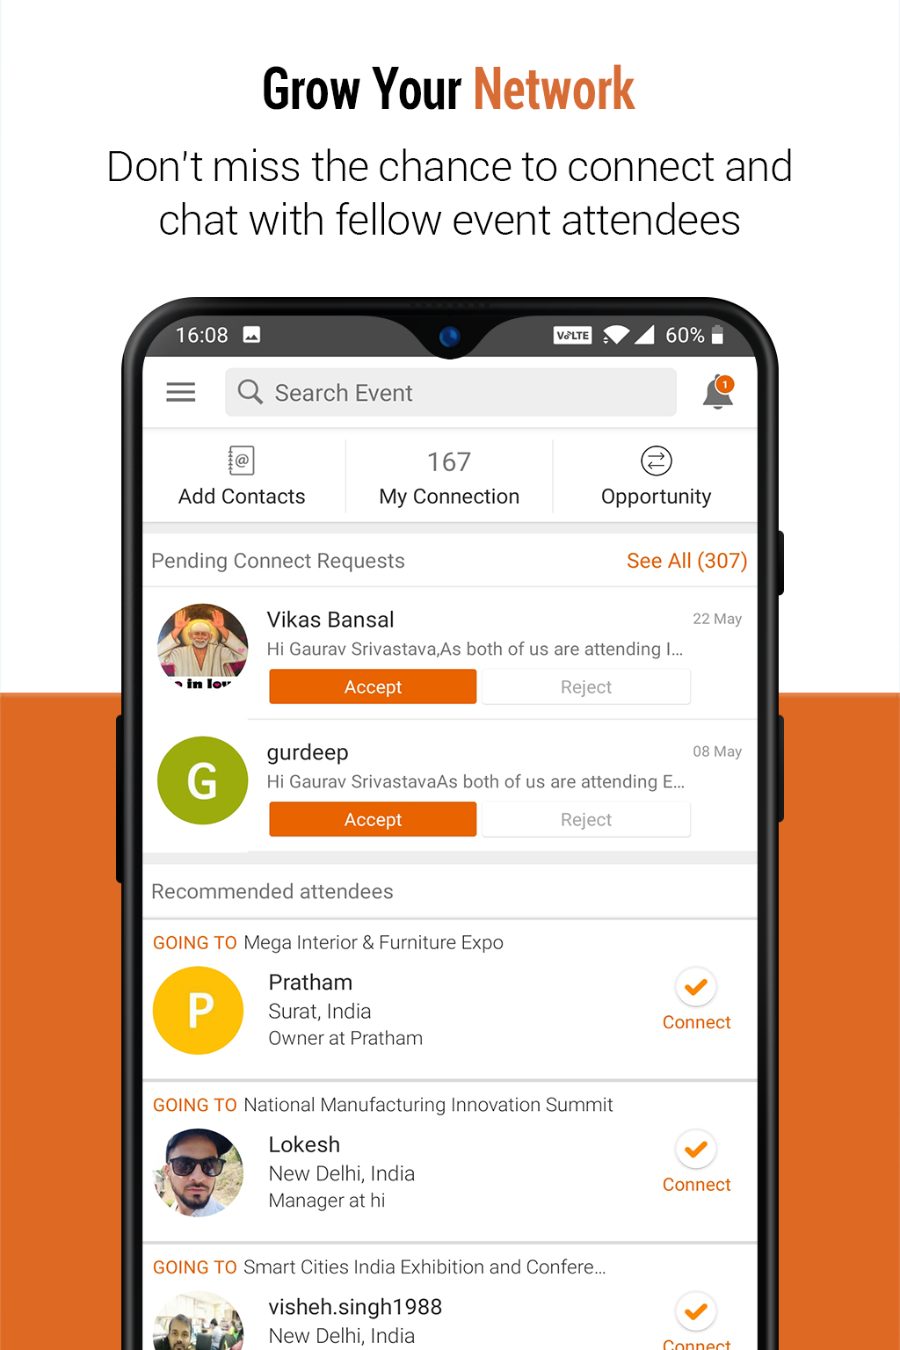 Grow Your Network
Don't miss the chance to connect and
chat with fellow event attendees
16:08 VoLTE 60%
Search Event 1
@
167
Add Contacts My Connection Opportunity
Pending Connect Requests See All (307)
Vikas Bansal 22 May
Hi Gaurav Srivastava,As both of us are attending I...
in lov
Accept Reject
gurdeep 08 May
G
Hi Gaurav SrivastavaAs both of us are attending E...
Accept Reject
Recommended attendees
GOING TO Mega Interior & Furniture Expo
P
Pratham
Surat, India
Owner at Pratham
Connect
GOING TO National Manufacturing Innovation Summit
Lokesh
New Delhi, India
Manager at hi
Connect
GOING TO Smart Cities India Exhibition and Confere...
visheh.singh1988
New Delhi, India
Connect